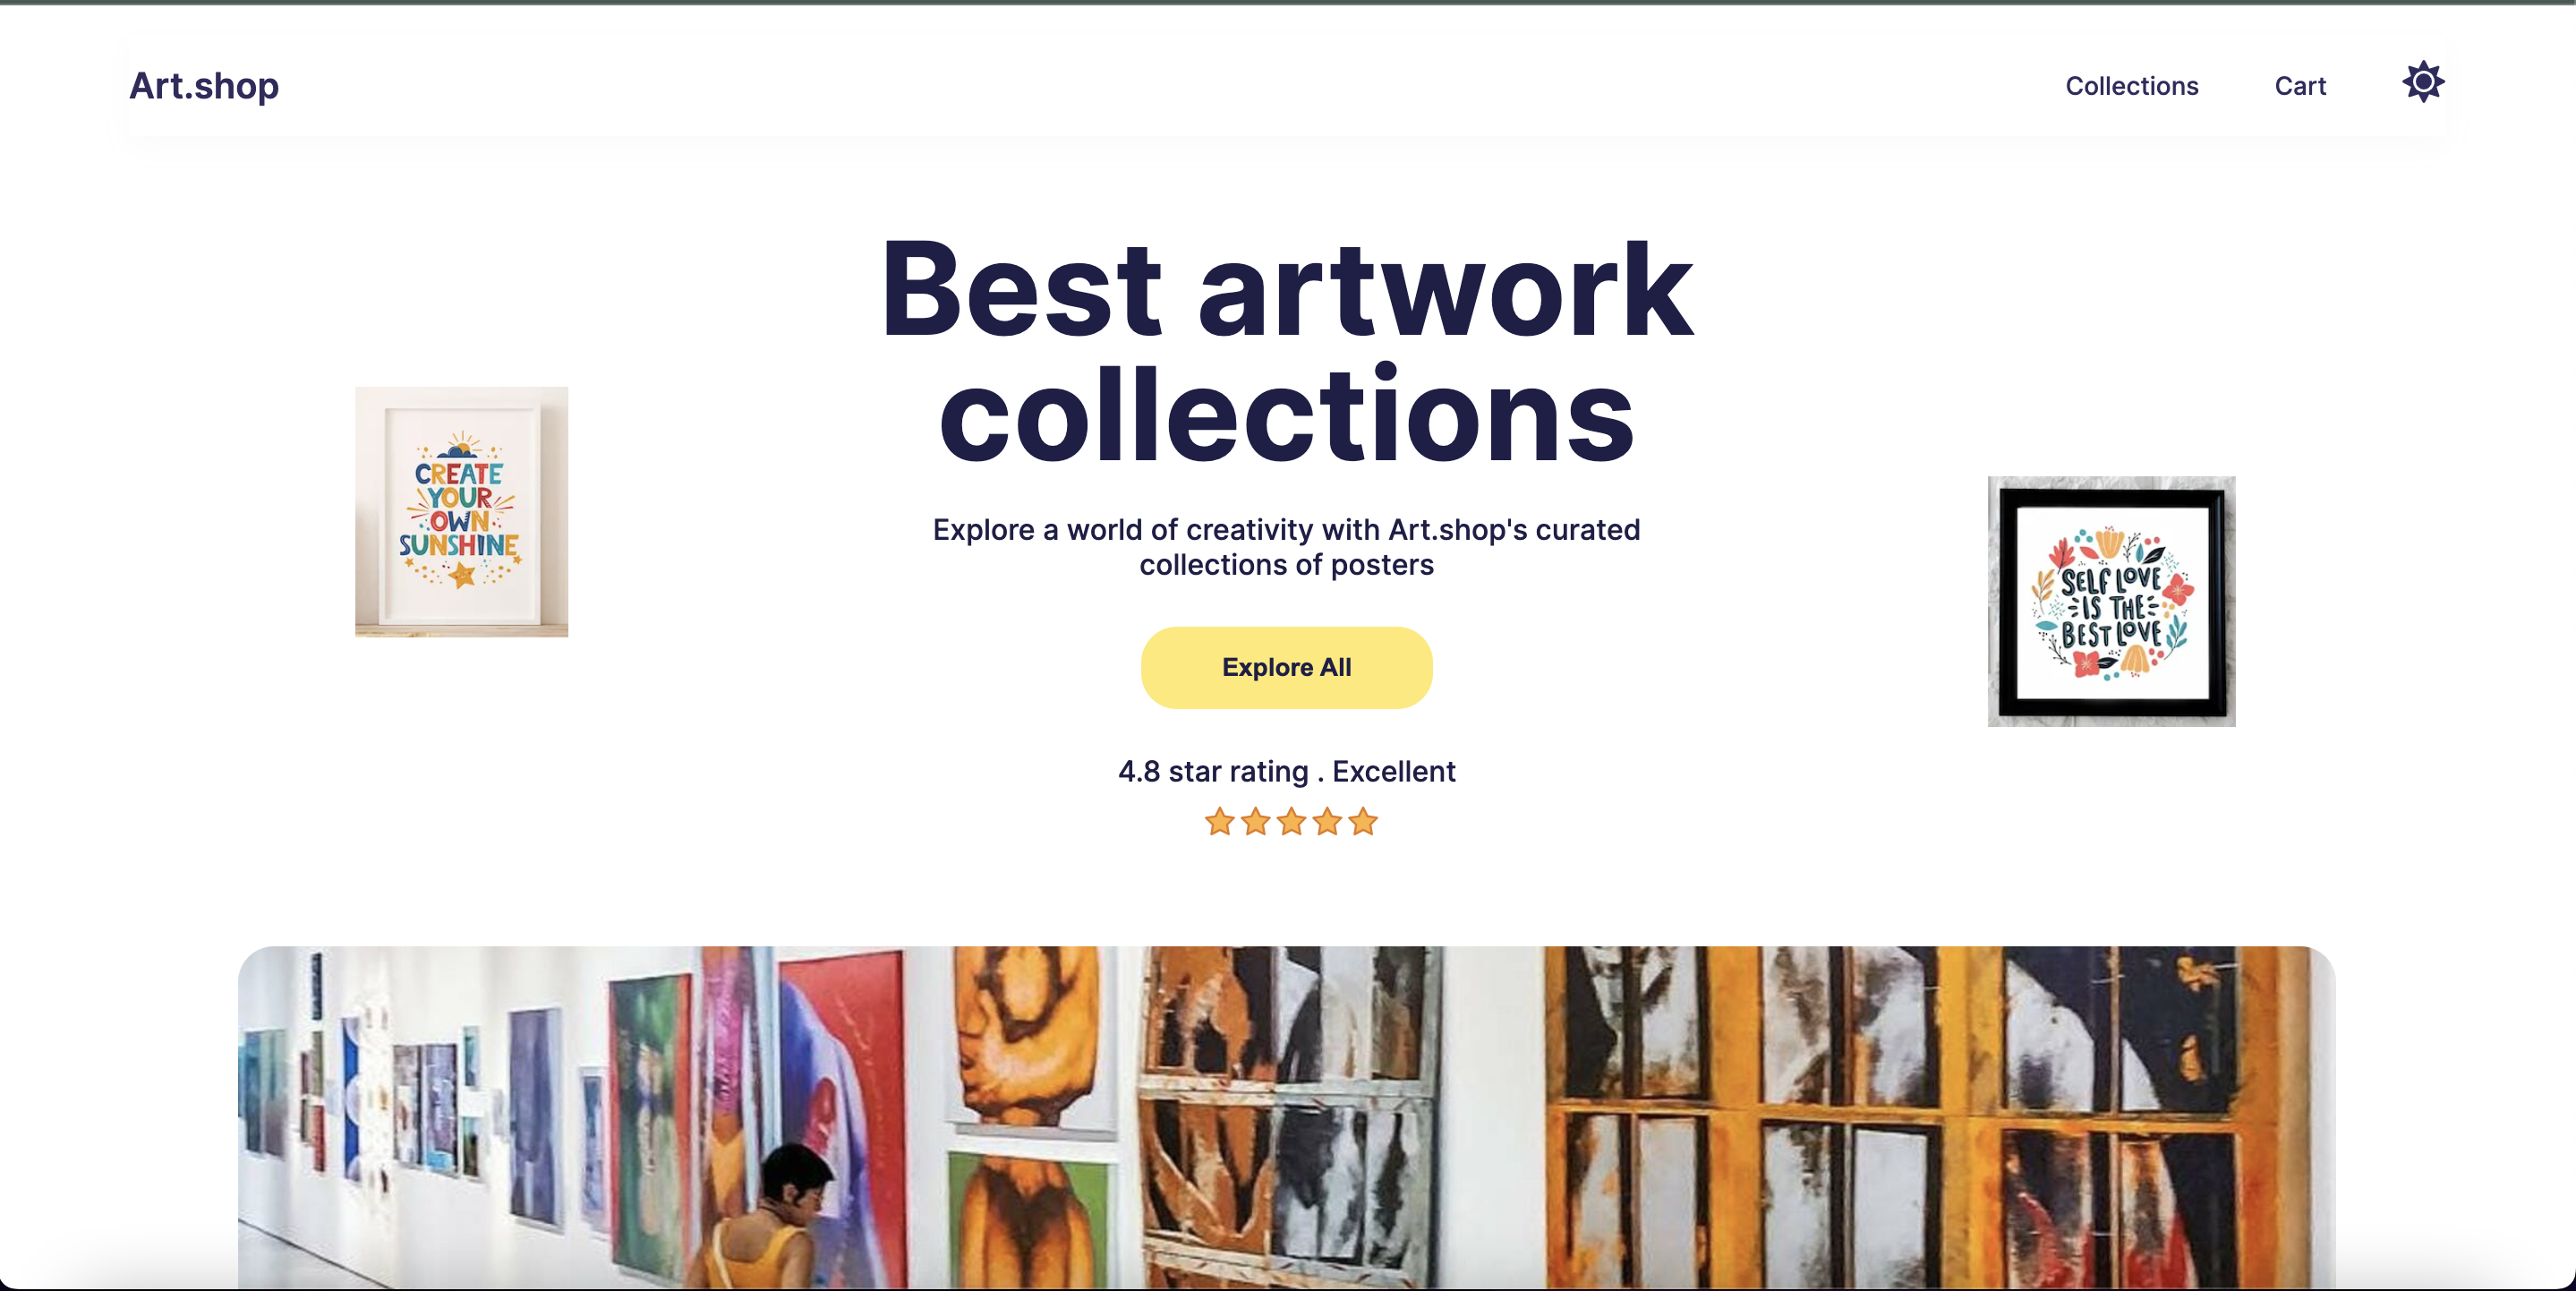 Art.shop
Collections
Cart
Best artwork
collections
CREATE
YOUR
OWN
SUNSHINE
Explore a world of creativity with Art.shop's curated
collections of posters
SELF LOVE
IS THE
BEST LOVE
Explore All
4.8 star rating . Excellent